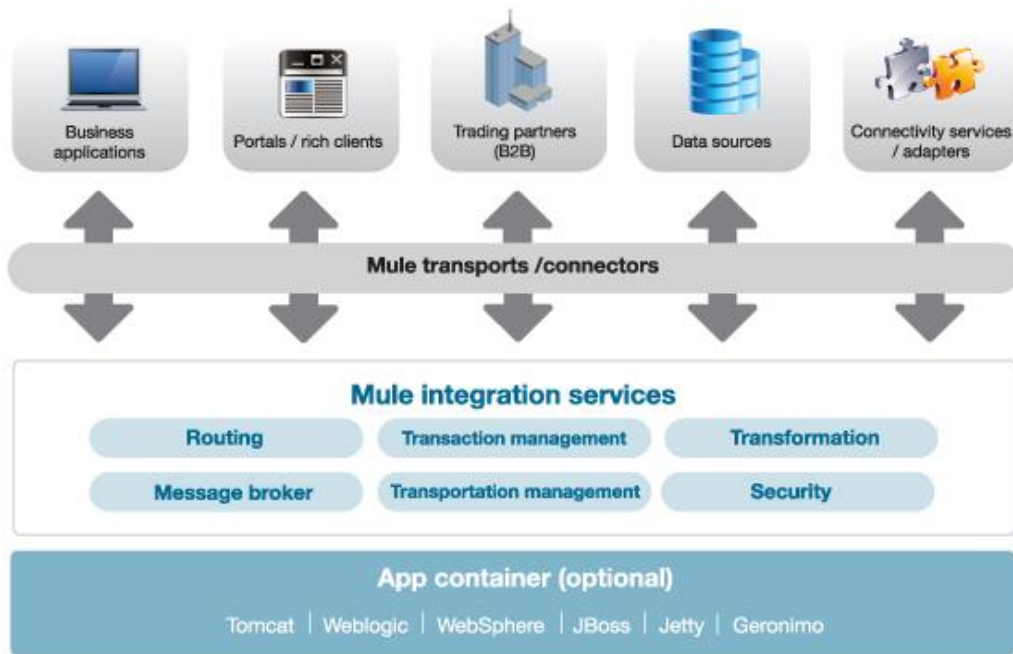 Business
applications
Portals / rich clients
Trading partners
(B2B)
Data sources
Connectivity services
/ adapters
Mule transports /connectors
Mule integration services
Routing
Transaction management
Transformation
Message broker
Transportation management
Security
App container (optional)
Tomcat | Weblogic | WebSphere | JBoss | Jetty | Geronimo